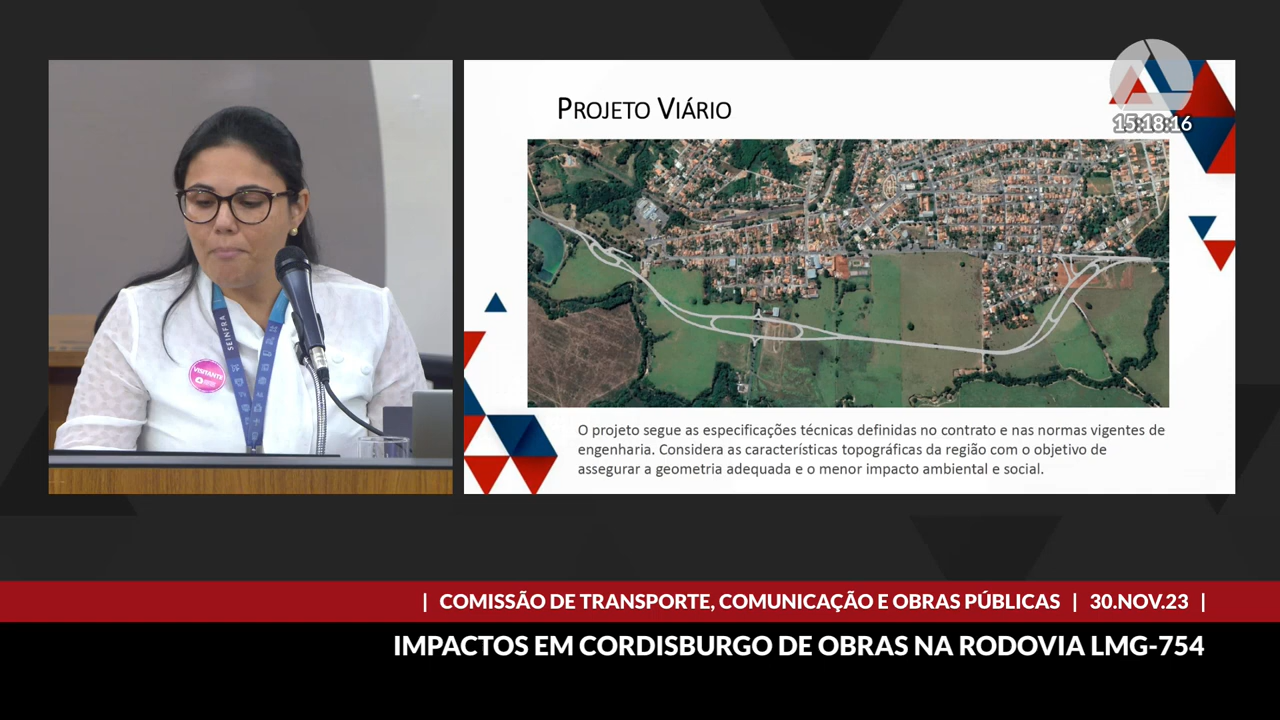 PROJETO VIÁRIO
15:18:16
SEINFRA
VISITANTE
O projeto segue as especificações técnicas definidas no contrato e nas normas vigentes de
engenharia. Considera as características topográficas da região com o objetivo de
assegurar a geometria adequada e o menor impacto ambiental e social.
| COMISSÃO DE TRANSPORTE, COMUNICAÇÃO E OBRAS PÚBLICAS | 30.NOV.23 |
IMPACTOS EM CORDISBURGO DE OBRAS NA RODOVIA LMG-754